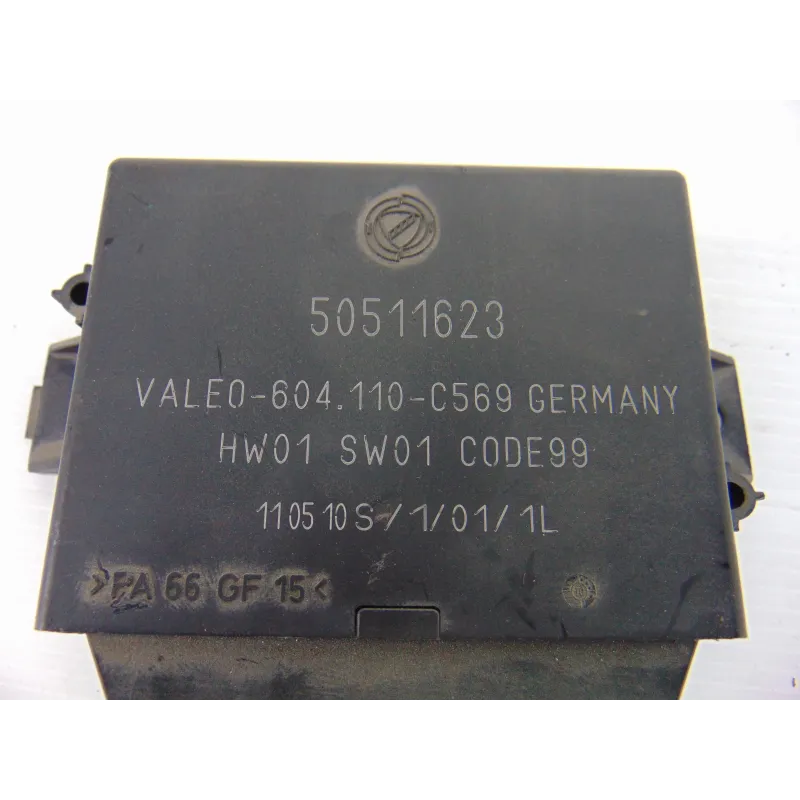 50511623
VALEO-604.110-C569 GERMANY
HW01 SW01 CODE99
110510S/1/01/1L
>PA 66 GF 15<